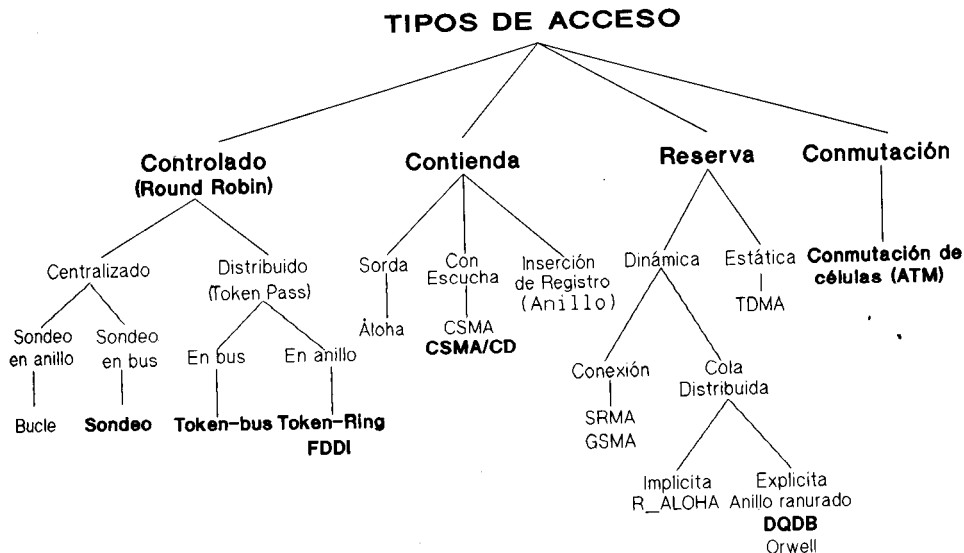 TIPOS DE ACCESO
Controlado
(Round Robin)
Contienda
Reserva
Conmutación
Centralizado
Distribuido
(Token Pass)
Sorda
Con
Escucha
Inserción
de Registro
(Anillo)
Dinámica
Estática
Conmutación de
células (ATM)
Sondeo
en anillo
Sondeo
en bus
En bus
En anillo
Áloha
CSMA
CSMA/CD
TDMA
Conexión
Cola
Distribuida
Bucle
Sondeo
Token-bus
Token-Ring
FDDI
SRMA
GSMA
Implicita
R_ALOHA
Explicita
Anillo ranurado
DQDB
Orwell